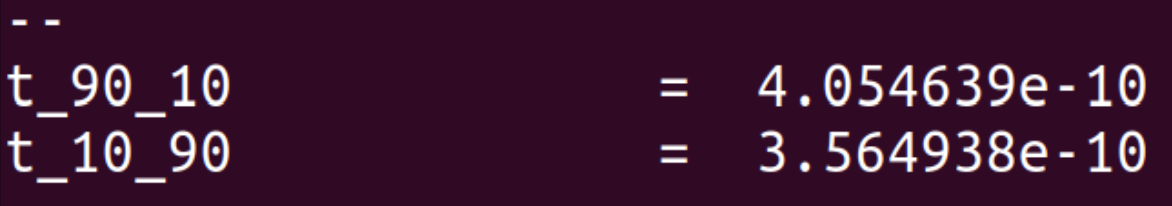 --
t_90_10 = 4.054639e-10
t_10_90 = 3.564938e-10